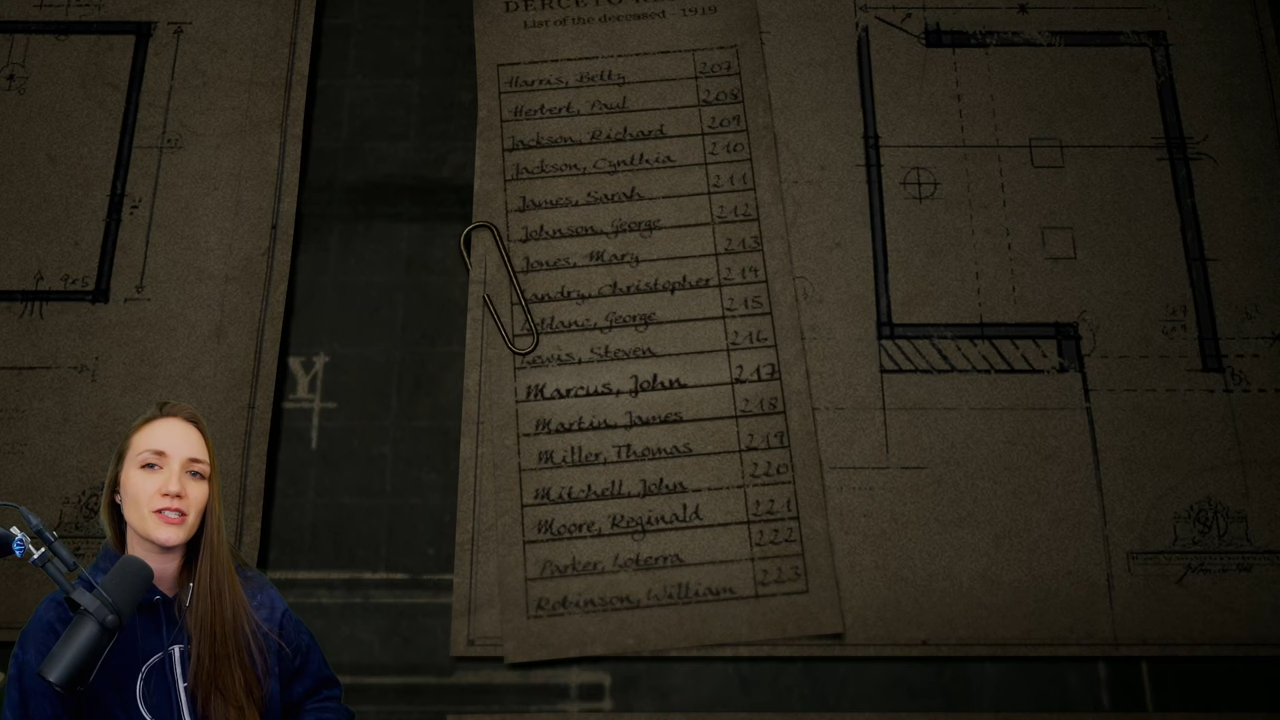 DERCETO
List of the deceased - 1919
Harris, Betty 207
Herbert, Paul 208
Jackson, Richard 209
Jackson, Cynthia 210
James, Sarah 211
Johnson, George 212
Jones, Mary 213
Landry, Christopher 214
Leblanc, George 215
Lewis, Steven 216
Marcus, John 217
Martin, James 218
Miller, Thomas 219
Mitchell, John 220
Moore, Reginald 221
Parker, Loterra 222
Robinson, William 223
Y
9x5